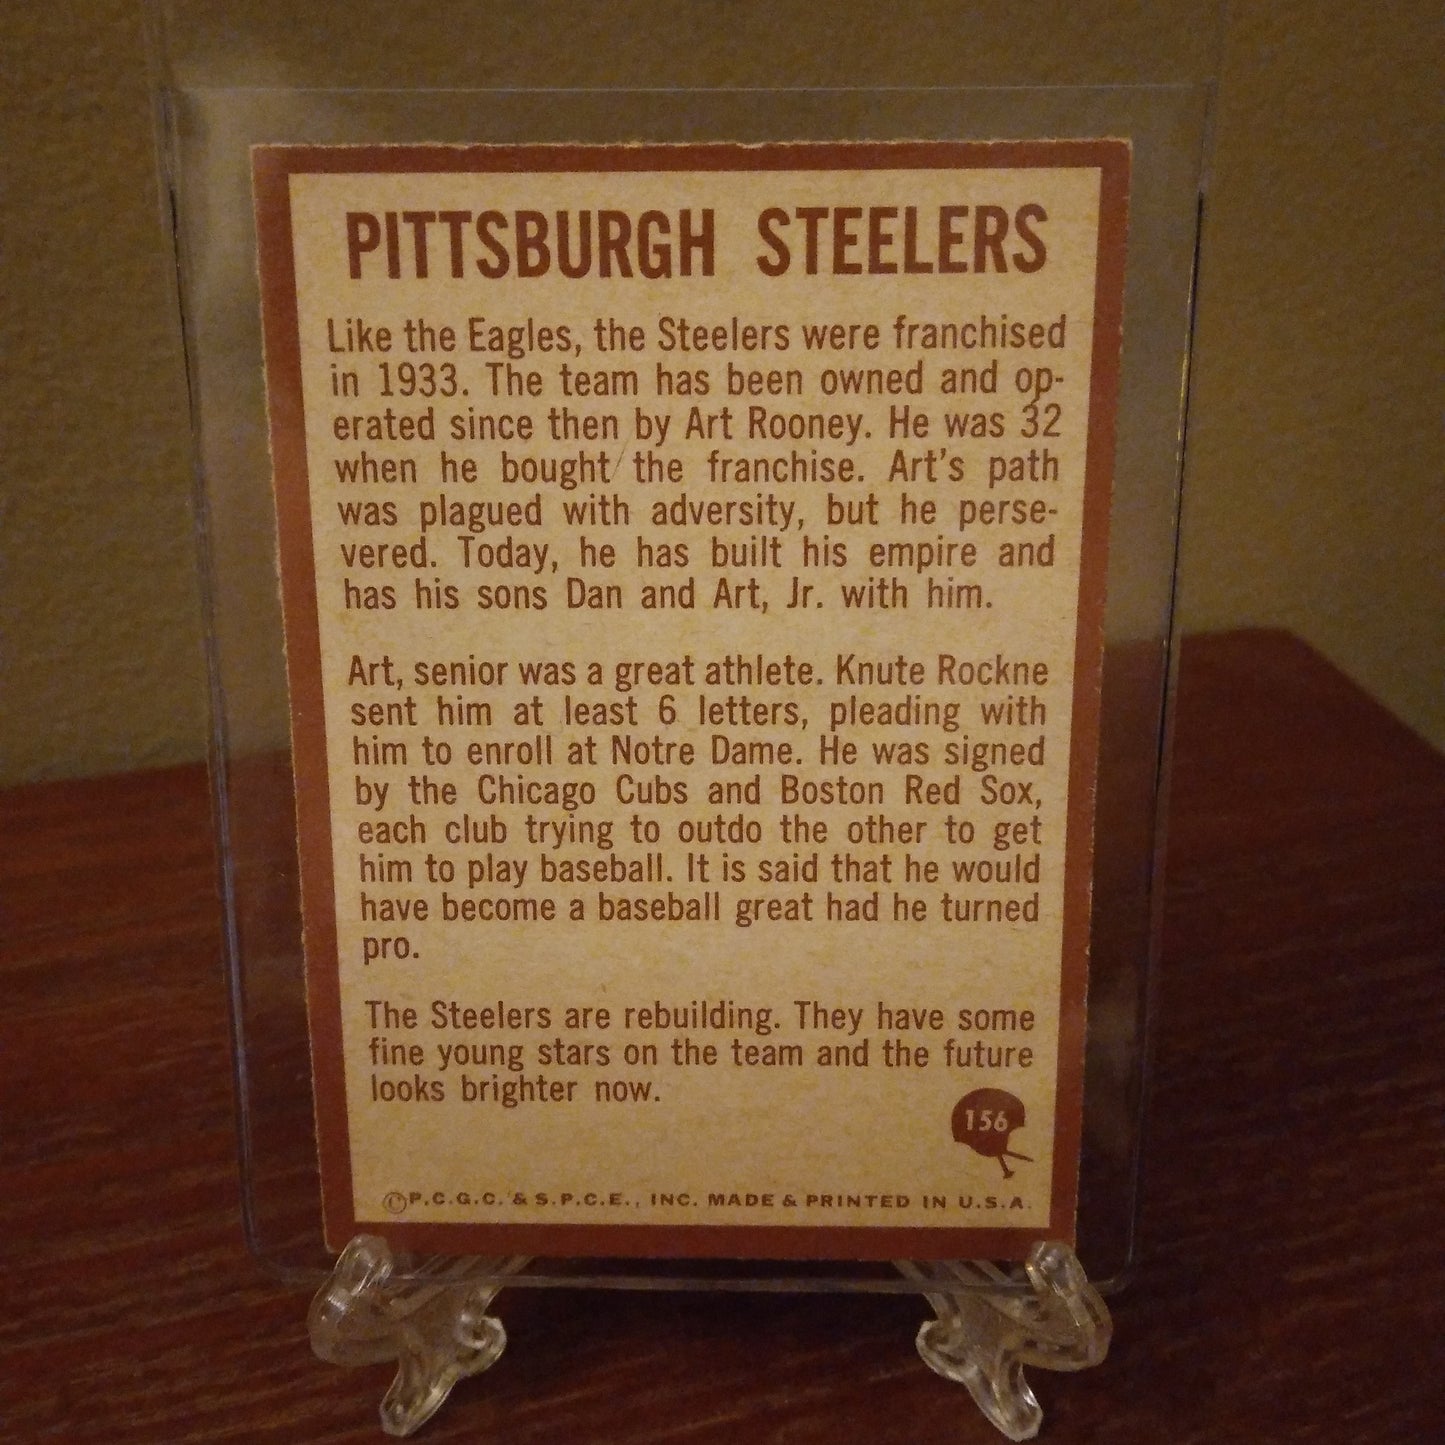 PITTSBURGH STEELERS
Like the Eagles, the Steelers were franchised
in 1933. The team has been owned and op-
erated since then by Art Rooney. He was 32
when he bought the franchise. Art's path
was plagued with adversity, but he perse-
vered. Today, he has built his empire and
has his sons Dan and Art, Jr. with him.
Art, senior was a great athlete. Knute Rockne
sent him at least 6 letters, pleading with
him to enroll at Notre Dame. He was signed
by the Chicago Cubs and Boston Red Sox,
each club trying to outdo the other to get
him to play baseball. It is said that he would
have become a baseball great had he turned
pro.
The Steelers are rebuilding. They have some
fine young stars on the team and the future
looks brighter now.
156
©P.C.G.C. & S.P.C.E., INC. MADE & PRINTED IN U.S.A.